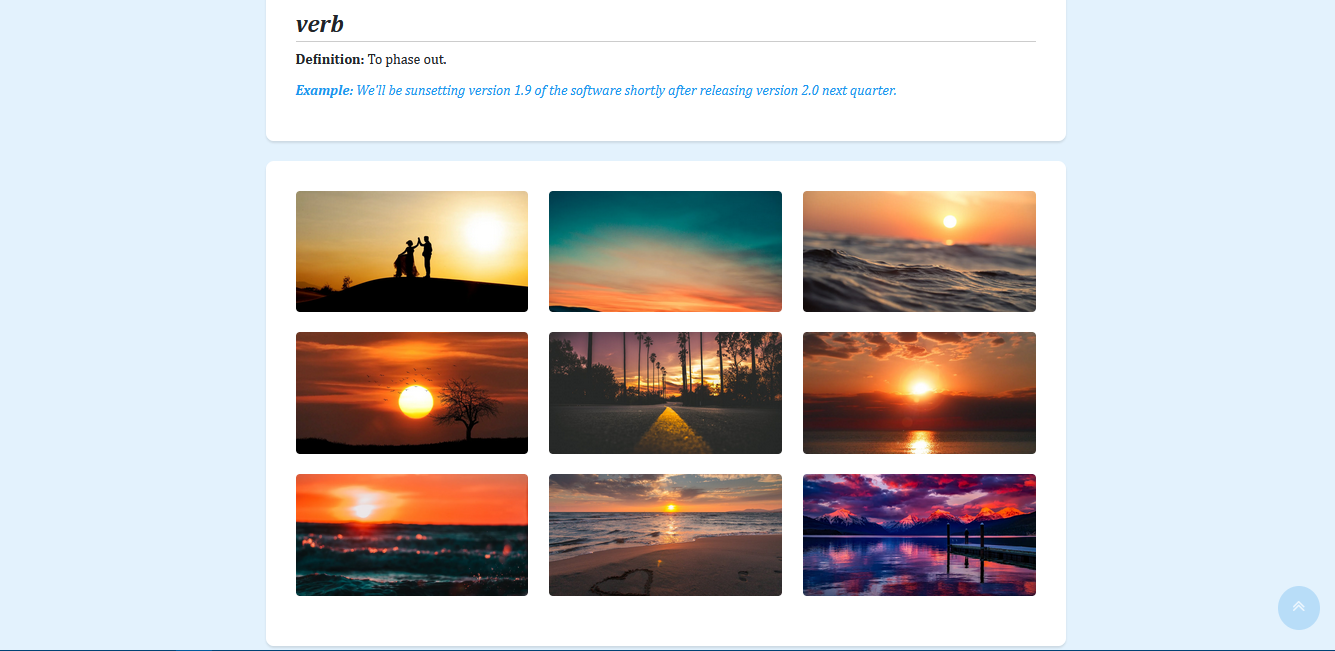 verb
Definition: To phase out.
Example: We'll be sunsetting version 1.9 of the software shortly after releasing version 2.0 next quarter.